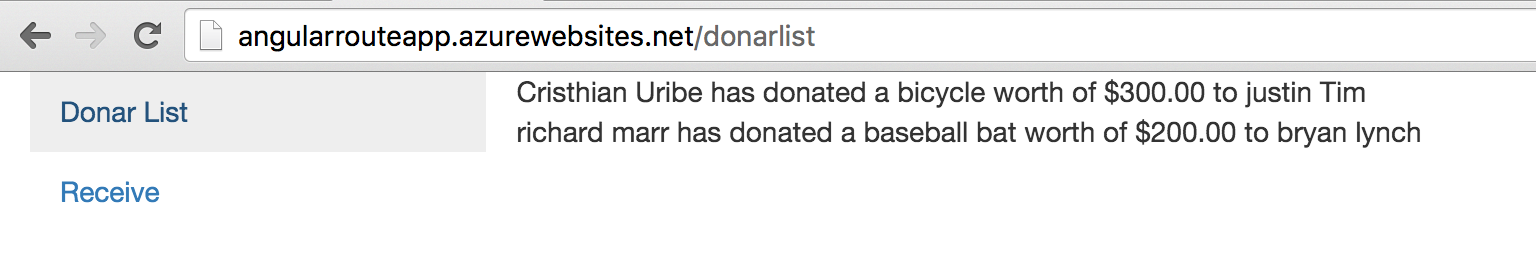 angularrouteapp.azurewebsites.net/donarlist
Donar List
Receive
Cristhian Uribe has donated a bicycle worth of $300.00 to justin Tim
richard marr has donated a baseball bat worth of $200.00 to bryan lynch